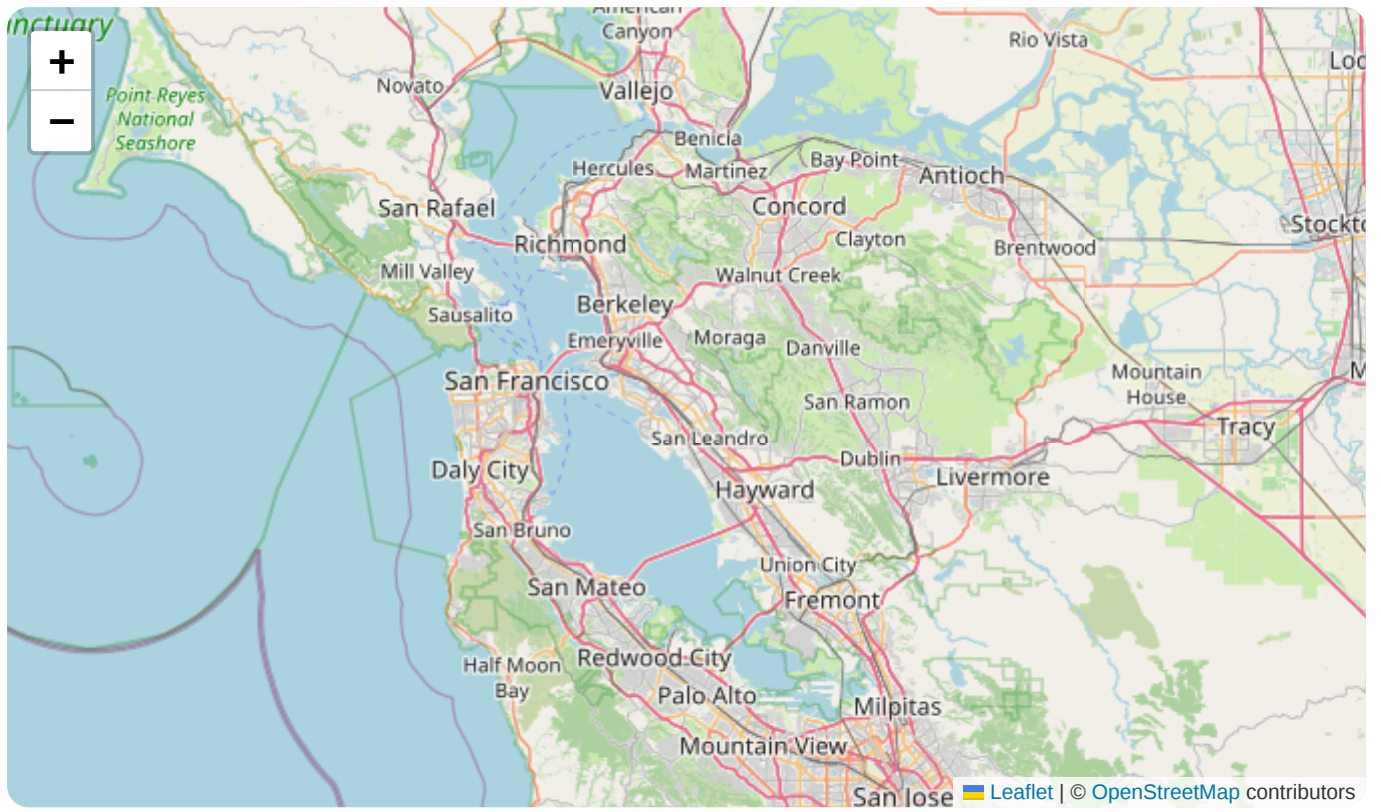 nctuary
American
Canyon
Rio Vista
+
Loc
Novato
Vallejo
Point Reyes
National
Seashore
−
Benicia
Hercules
Martinez
Bay Point
Antioch
San Rafael
Concord
Stockto
Richmond
Clayton
Brentwood
Mill Valley
Walnut Creek
Berkeley
Sausalito
Emeryville
Moraga
Danville
San Francisco
Mountain
House
M
San Ramon
Tracy
San Leandro
Daly City
Dublin
Livermore
Hayward
San Bruno
Union City
San Mateo
Fremont
Half Moon
Bay
Redwood City
Palo Alto
Milpitas
Mountain View
San Jose
Leaflet | © OpenStreetMap contributors